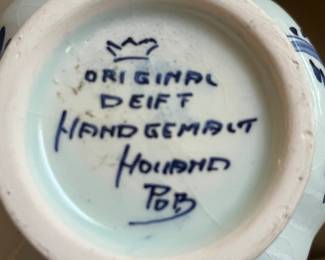 ORIGINAL
DEIFT
HANDGEMALT
HOLLAND
PDB